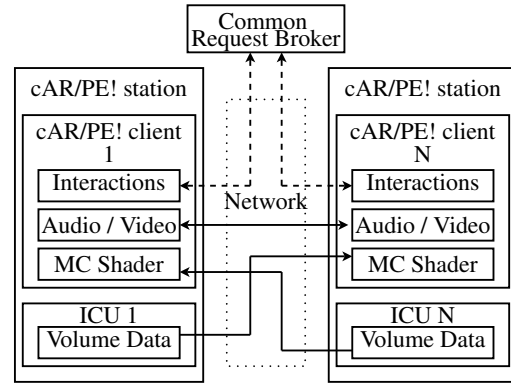 Common
Request Broker
cAR/PE! station
cAR/PE! client
1
Interactions
Audio / Video
MC Shader
ICU 1
Volume Data
Network
cAR/PE! station
cAR/PE! client
N
Interactions
Audio / Video
MC Shader
ICU N
Volume Data